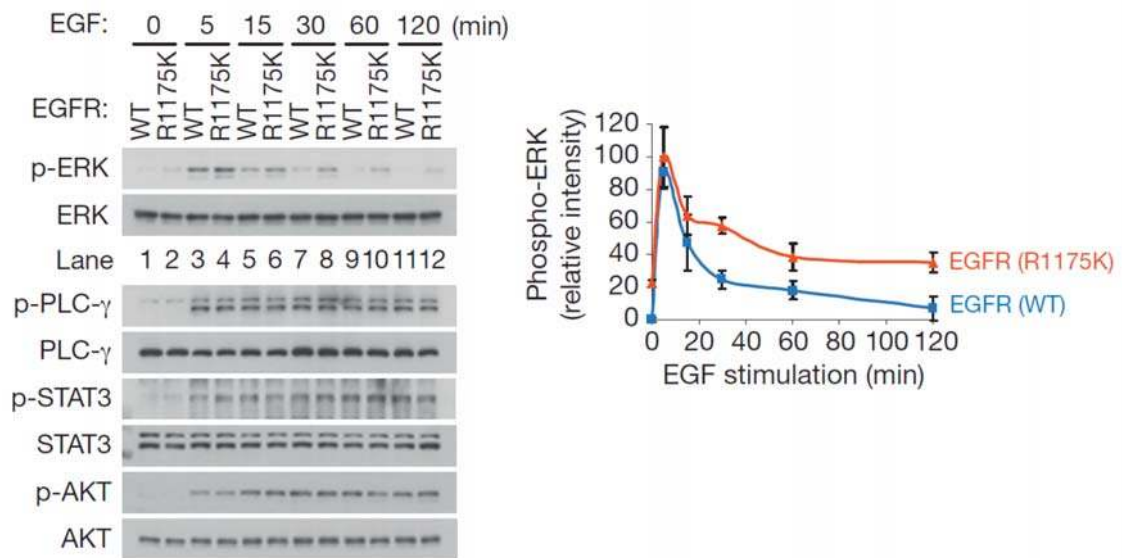 EGF: 0 5 15 30 60 120 (min)
EGFR: WT R1175K WT R1175K WT R1175K WT R1175K WT R1175K WT R1175K
p-ERK
ERK
Lane 1 2 3 4 5 6 7 8 9 10 11 12
p-PLC-γ
PLC-γ
p-STAT3
STAT3
p-AKT
AKT
Phospho-ERK
(relative intensity)
120
100
80
60
40
20
0
0 20 40 60 80 100 120
EGF stimulation (min)
EGFR (R1175K)
EGFR (WT)